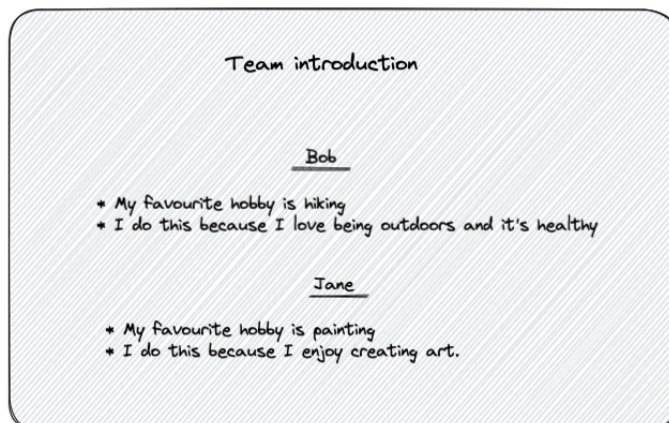 Team introduction
Bob
* My favourite hobby is hiking
* I do this because I love being outdoors and it's healthy
Jane
* My favourite hobby is painting
* I do this because I enjoy creating art.